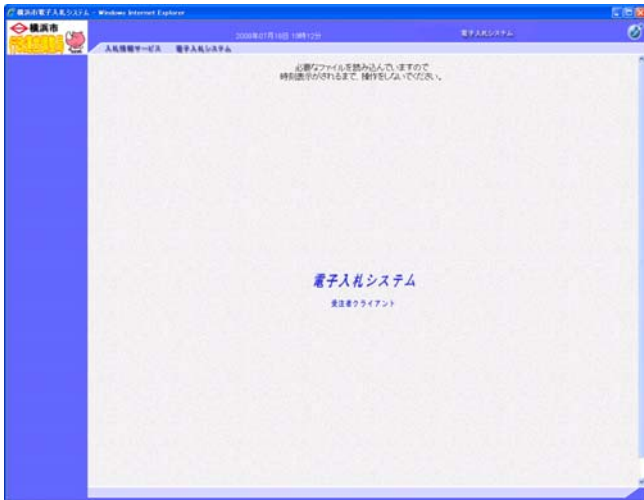 横浜市電子入札システム - Windows Internet Explorer
横浜市
2008年07月16日 19時12分
電子入札システム
入札情報サービス
電子入札システム
必要なファイルを読み込んでいますので
時刻表示がされるまで、操作をしないでください。
電子入札システム
受注者クライアント